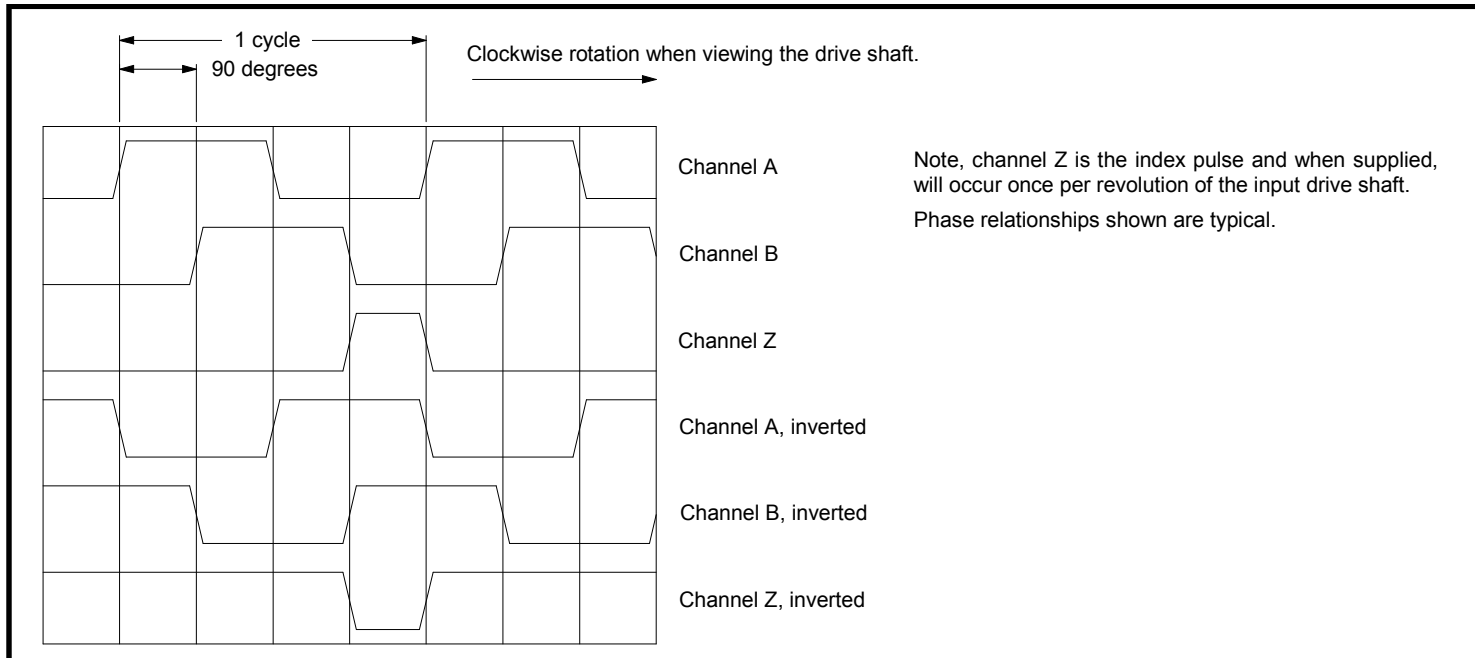 1 cycle
90 degrees
Clockwise rotation when viewing the drive shaft.
Channel A
Note, channel Z is the index pulse and when supplied,
will occur once per revolution of the input drive shaft.
Phase relationships shown are typical.
Channel B
Channel Z
Channel A, inverted
Channel B, inverted
Channel Z, inverted